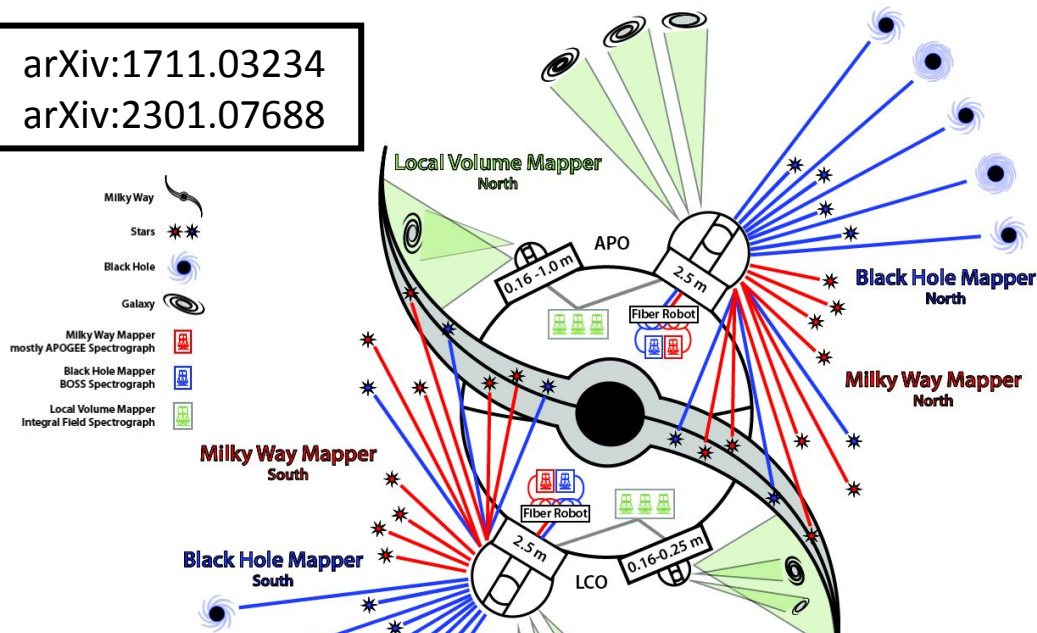 arXiv:1711.03234
arXiv:2301.07688
Milky Way
Stars
Black Hole
Galaxy
Milky Way Mapper
mostly APOGEE Spectrograph
Black Hole Mapper
BOSS Spectrograph
Local Volume Mapper
Integral Field Spectrograph
Local Volume Mapper
North
APO
0.16 -1.0 m
2.5 m
Fiber Robot
Black Hole Mapper
North
Milky Way Mapper
North
Milky Way Mapper
South
Fiber Robot
2.5 m
LCO
0.16-0.25 m
Black Hole Mapper
South